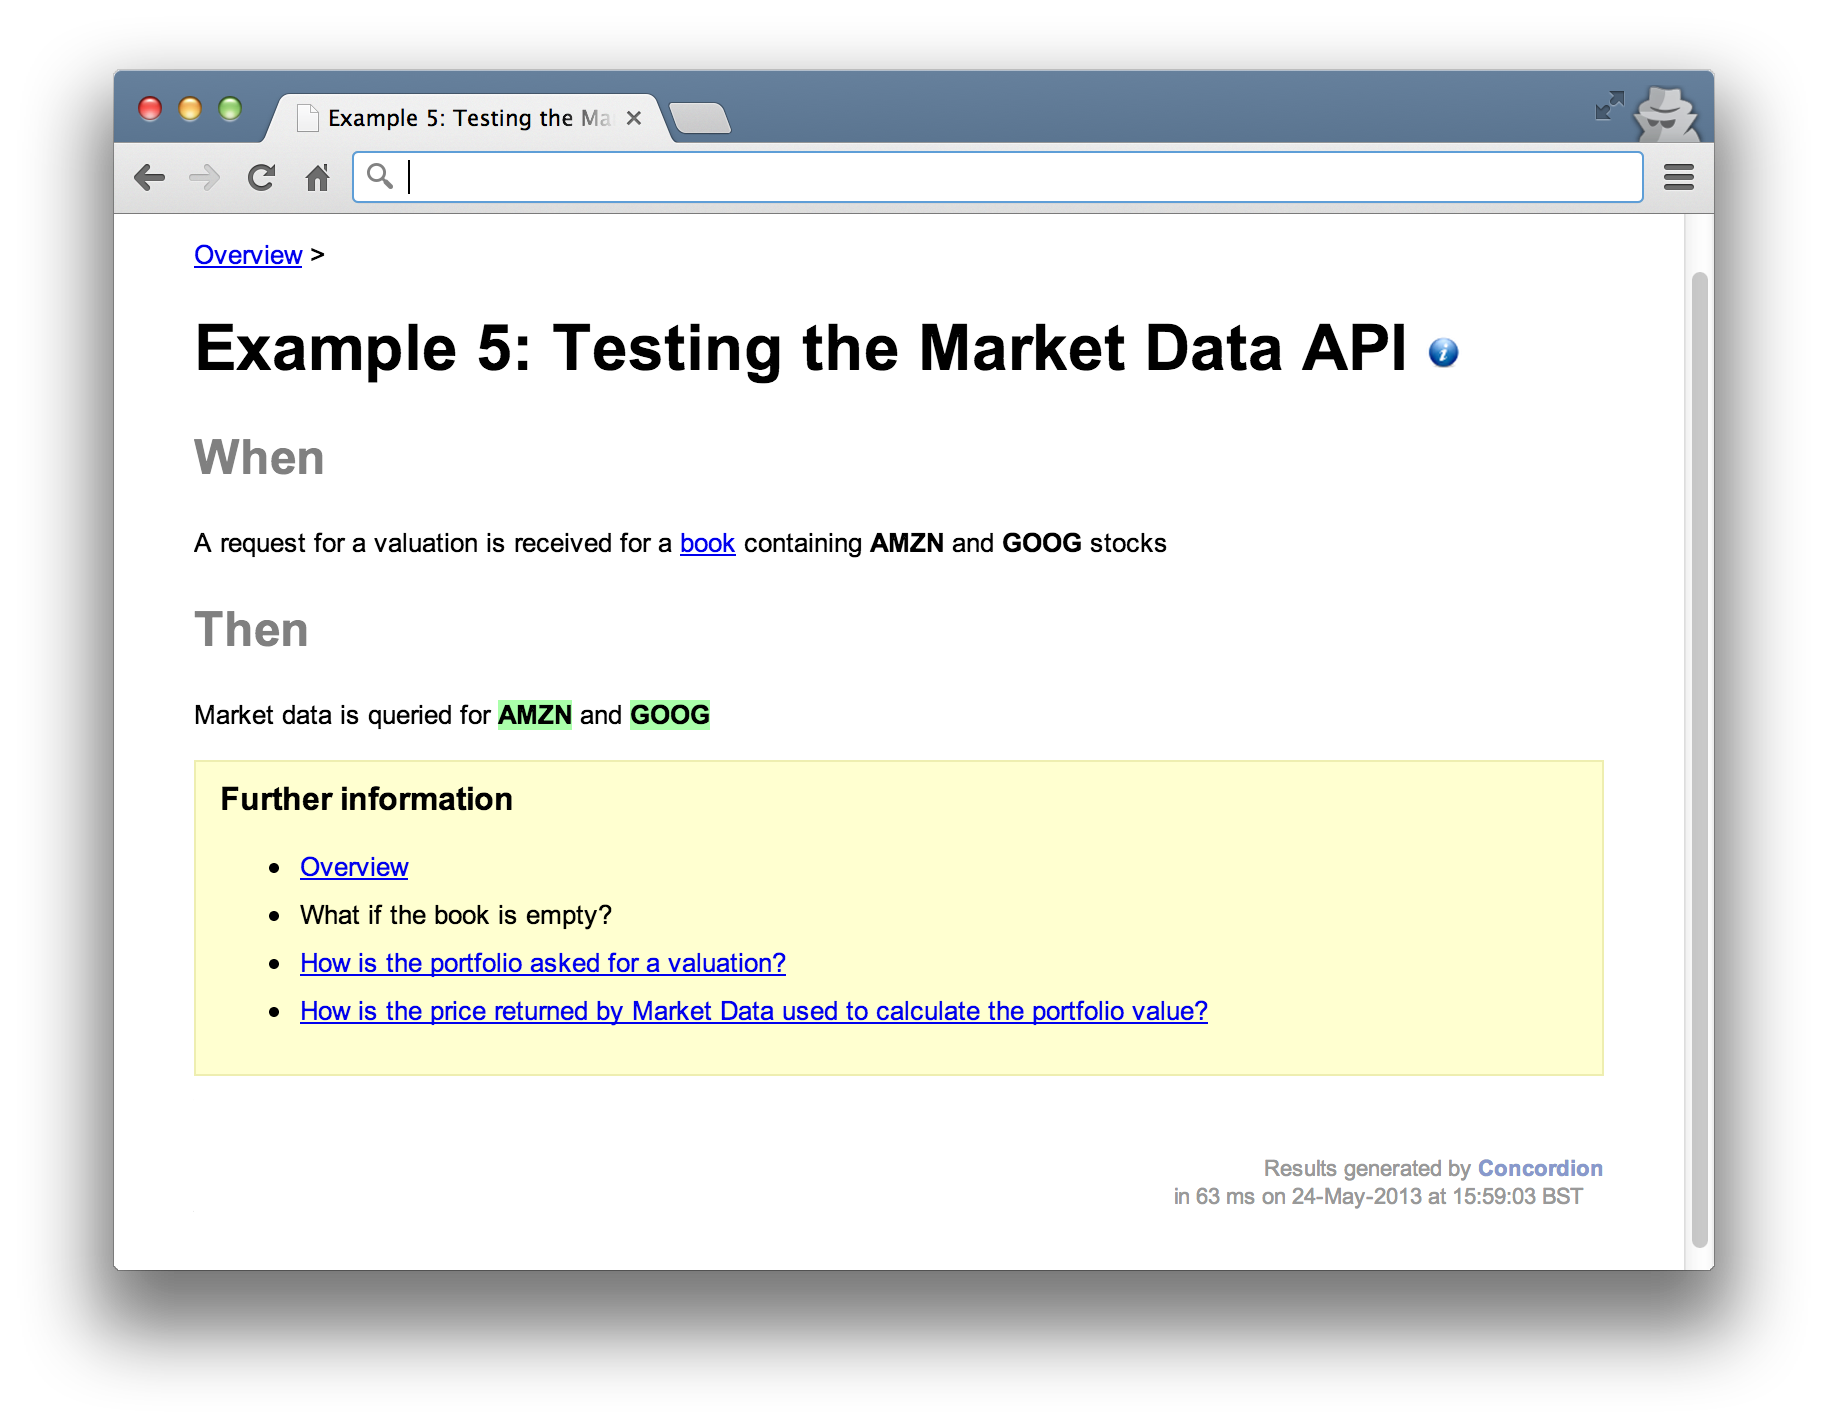 Example 5: Testing the Ma
Overview >
Example 5: Testing the Market Data API
When
A request for a valuation is received for a book containing AMZN and GOOG stocks
Then
Market data is queried for AMZN and GOOG
Further information
Overview
What if the book is empty?
How is the portfolio asked for a valuation?
How is the price returned by Market Data used to calculate the portfolio value?
Results generated by Concordion
in 63 ms on 24-May-2013 at 15:59:03 BST